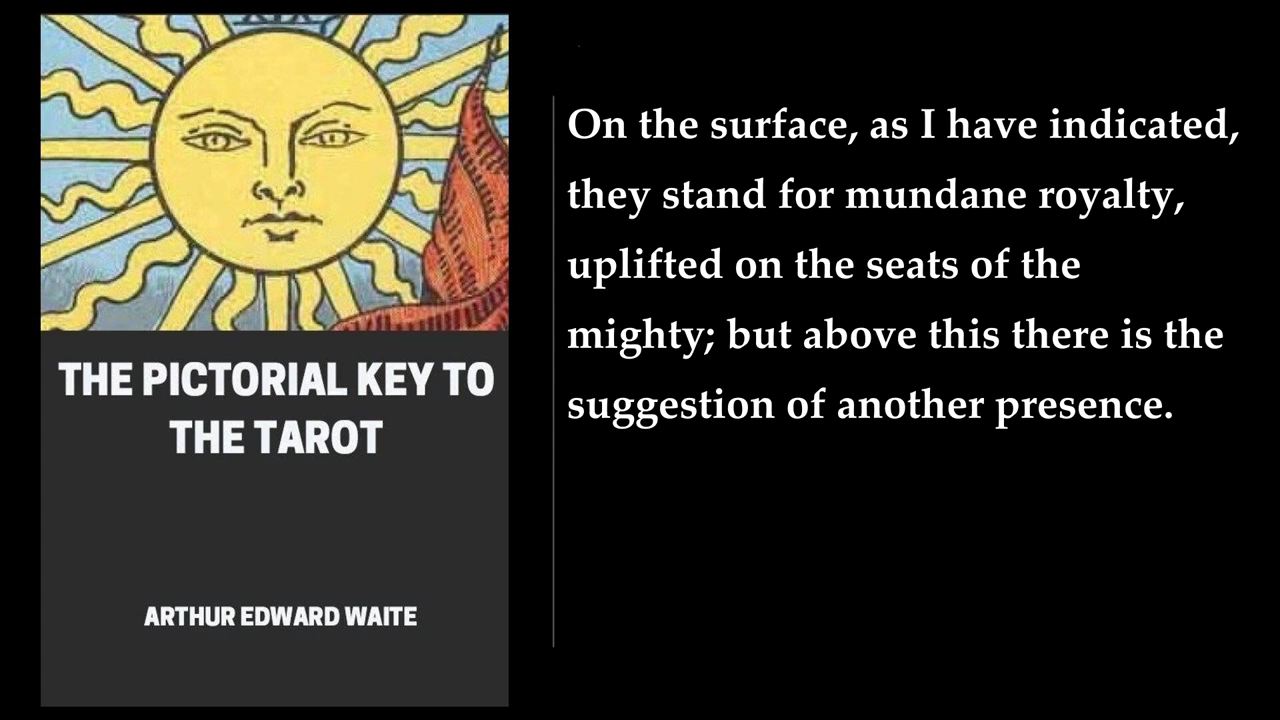 XIX
THE PICTORIAL KEY TO
THE TAROT
ARTHUR EDWARD WAITE
On the surface, as I have indicated,
they stand for mundane royalty,
uplifted on the seats of the
mighty; but above this there is the
suggestion of another presence.